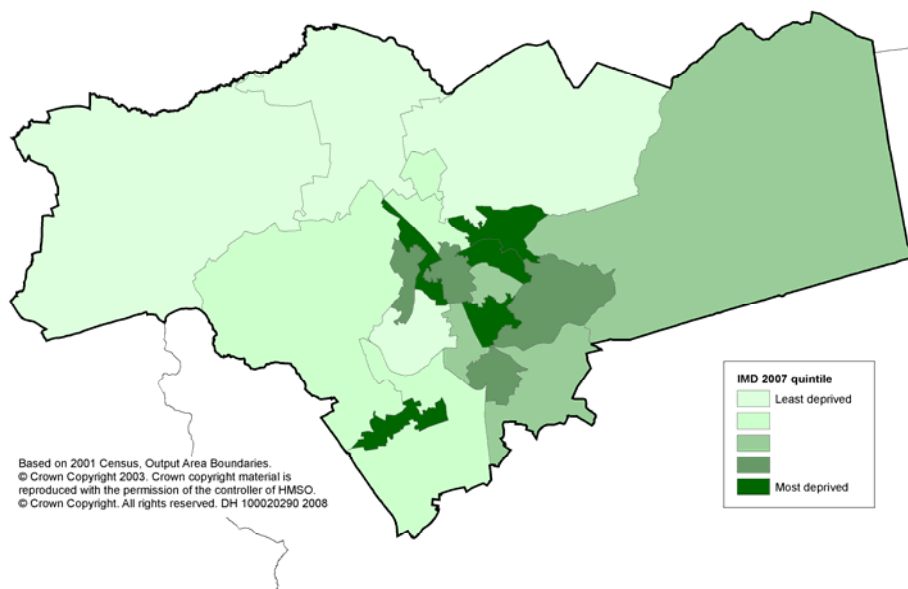 IMD 2007 quintile
Least deprived
Most deprived
Based on 2001 Census, Output Area Boundaries.
© Crown Copyright 2003. Crown copyright material is
reproduced with the permission of the controller of HMSO.
© Crown Copyright. All rights reserved. DH 100020290 2008